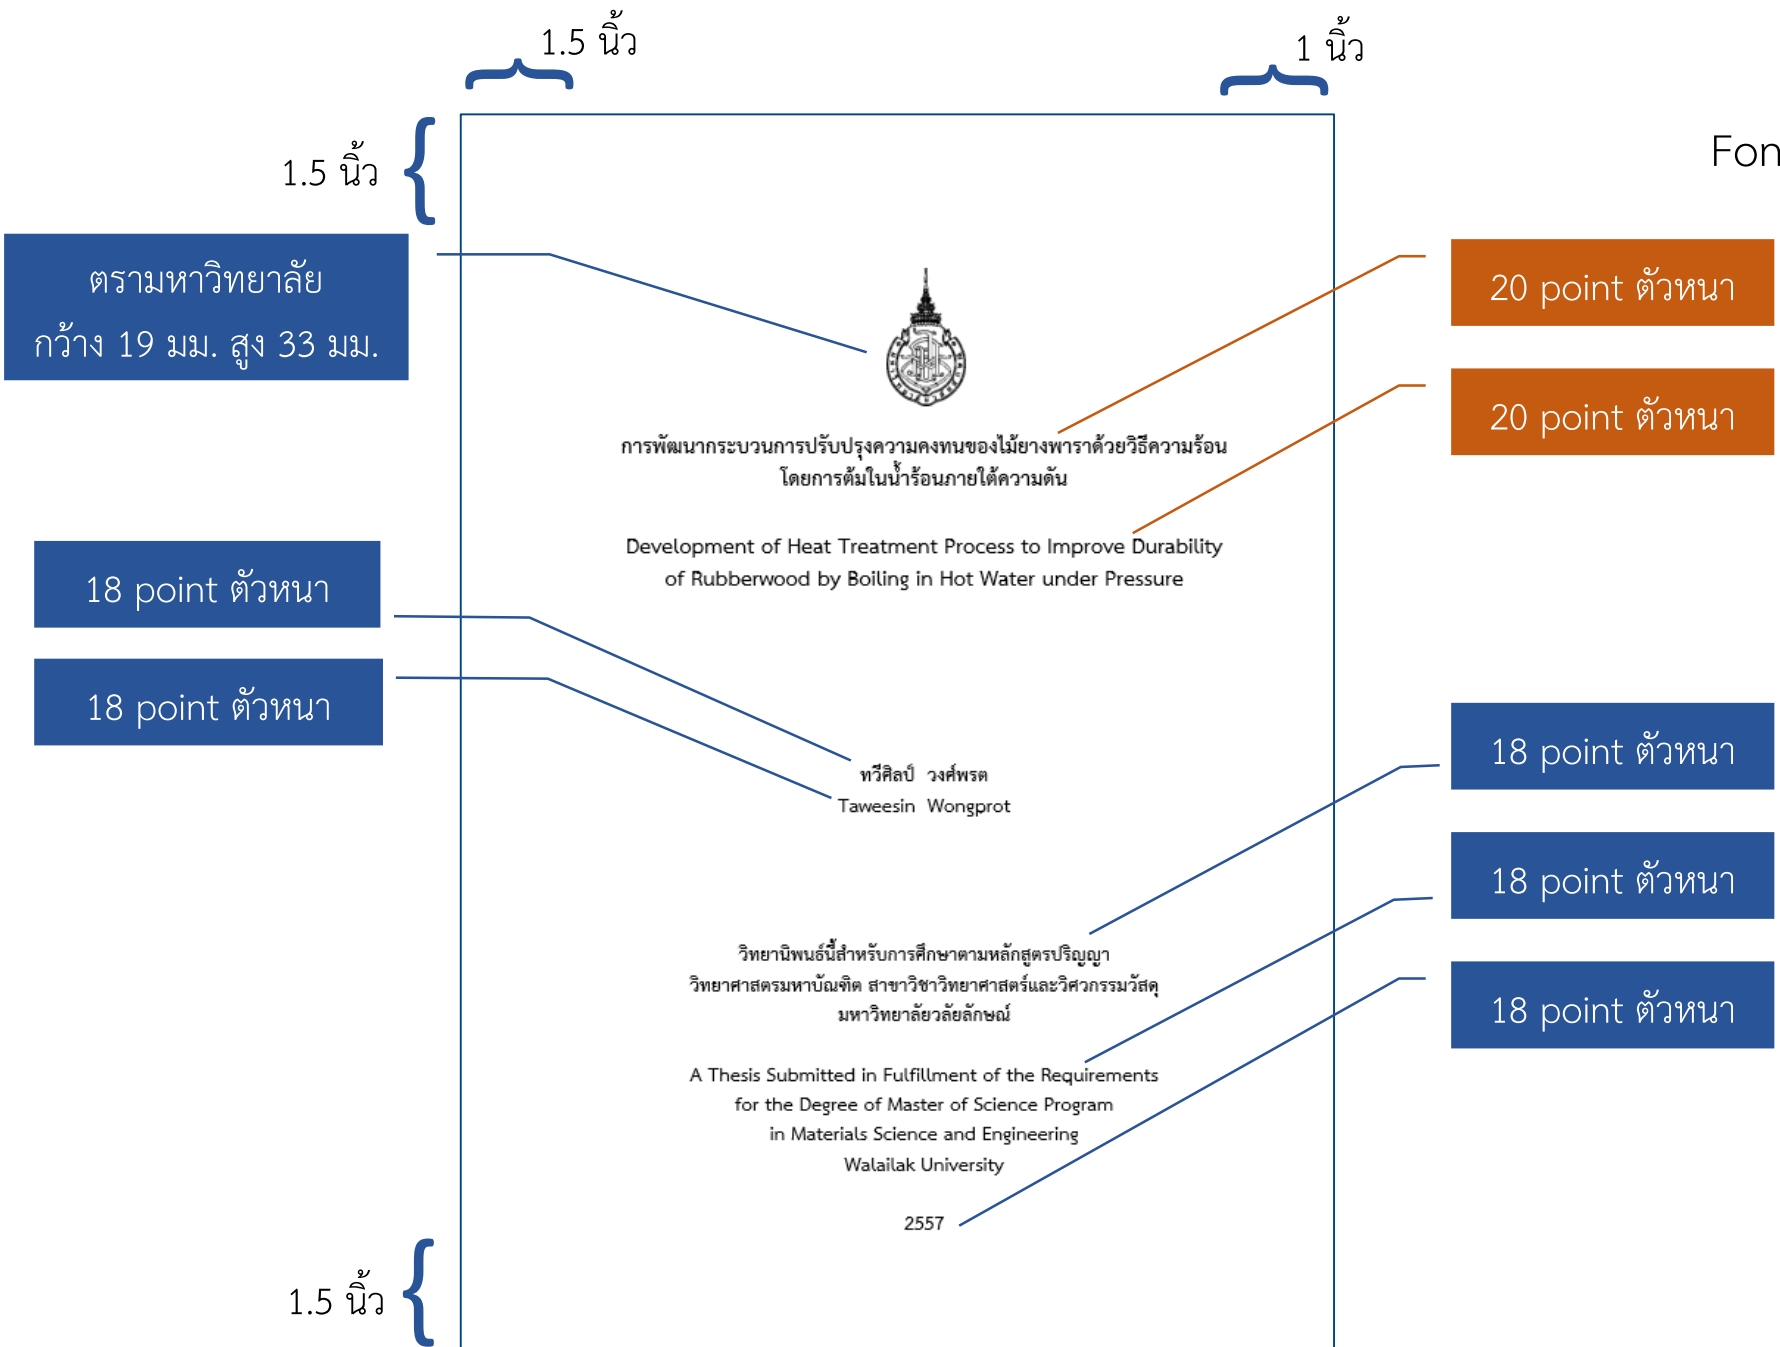 1.5 นิ้ว
1 นิ้ว
1.5 นิ้ว
Fon
ตรามหาวิทยาลัย
กว้าง 19 มม. สูง 33 มม.
20 point ตัวหนา
20 point ตัวหนา
การพัฒนากระบวนการปรับปรุงความคงทนของไม้ยางพาราด้วยวิธีความร้อน
โดยการต้มในน้ำร้อนภายใต้ความดัน
Development of Heat Treatment Process to Improve Durability
of Rubberwood by Boiling in Hot Water under Pressure
18 point ตัวหนา
18 point ตัวหนา
ทวีศิลป์ วงศ์พรต
Taweesin Wongprot
18 point ตัวหนา
18 point ตัวหนา
18 point ตัวหนา
วิทยานิพนธ์นี้สำหรับการศึกษาตามหลักสูตรปริญญา
วิทยาศาสตรมหาบัณฑิต สาขาวิชาวิทยาศาสตร์และวิศวกรรมวัสดุ
มหาวิทยาลัยวลัยลักษณ์
A Thesis Submitted in Fulfillment of the Requirements
for the Degree of Master of Science Program
in Materials Science and Engineering
Walailak University
2557
1.5 นิ้ว